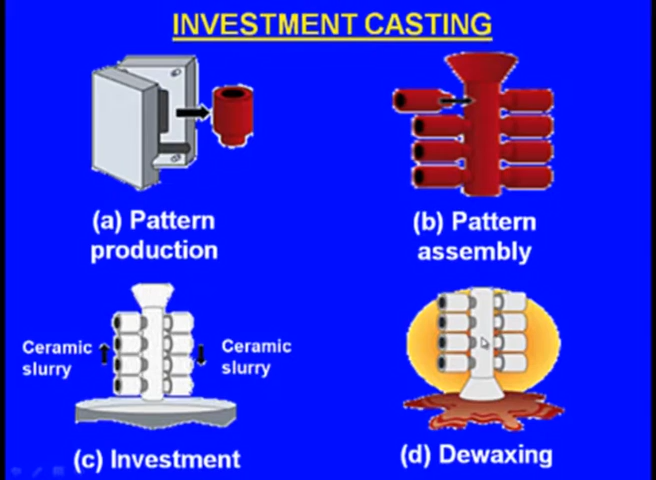 INVESTMENT CASTING
(a) Pattern
production
(b) Pattern
assembly
Ceramic
slurry
Ceramic
slurry
(c) Investment
(d) Dewaxing